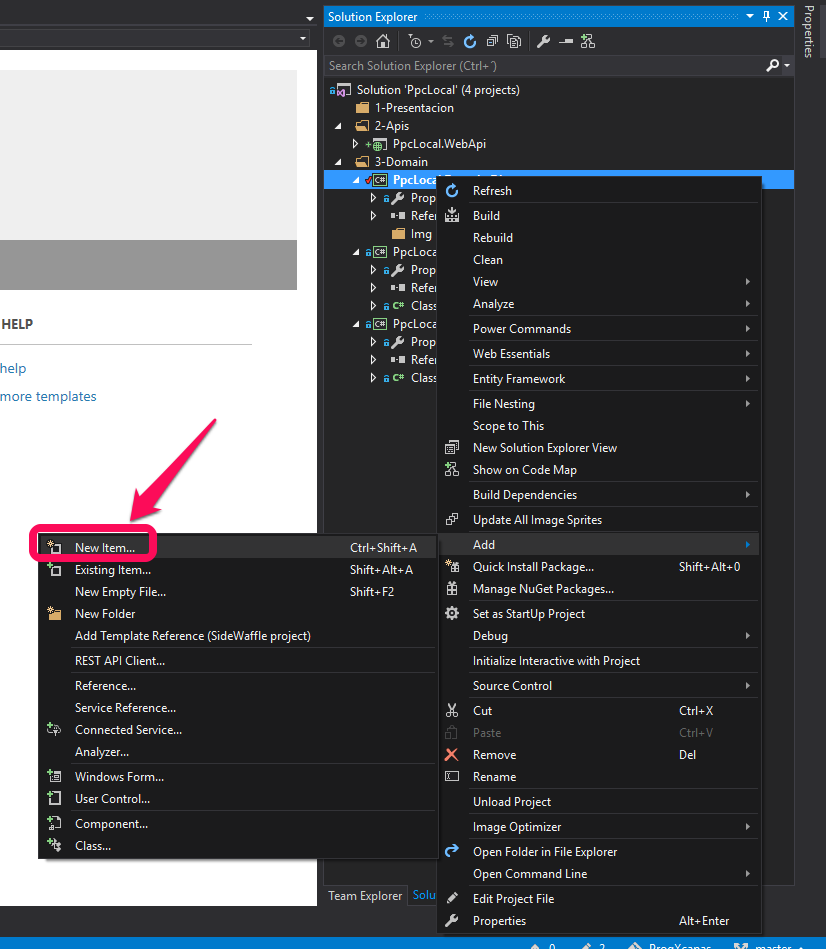 Solution Explorer
Properties
Search Solution Explorer (Ctrl+´)
Solution 'PpcLocal' (4 projects)
1-Presentacion
2-Apis
PpcLocal.WebApi
3-Domain
PpcLocal
Prop
Refer
Img
PpcLoca
Prop
Refer
Class
PpcLoca
Prop
Refer
Class
Refresh
Build
Rebuild
Clean
View
Analyze
Power Commands
Web Essentials
Entity Framework
File Nesting
Scope to This
New Solution Explorer View
Show on Code Map
Build Dependencies
Update All Image Sprites
Add
Quick Install Package... Shift+Alt+0
Manage NuGet Packages...
Set as StartUp Project
Debug
Initialize Interactive with Project
Source Control
Cut Ctrl+X
Paste Ctrl+V
Remove Del
Rename
Unload Project
Image Optimizer
Open Folder in File Explorer
Open Command Line
Edit Project File
Properties Alt+Enter
HELP
help
more templates
New Item... Ctrl+Shift+A
Existing Item... Shift+Alt+A
New Empty File... Shift+F2
New Folder
Add Template Reference (SideWaffle project)
REST API Client...
Reference...
Service Reference...
Connected Service...
Analyzer...
Windows Form...
User Control...
Component...
Class...
Team Explorer Solu
0 2 ProgXcanas master